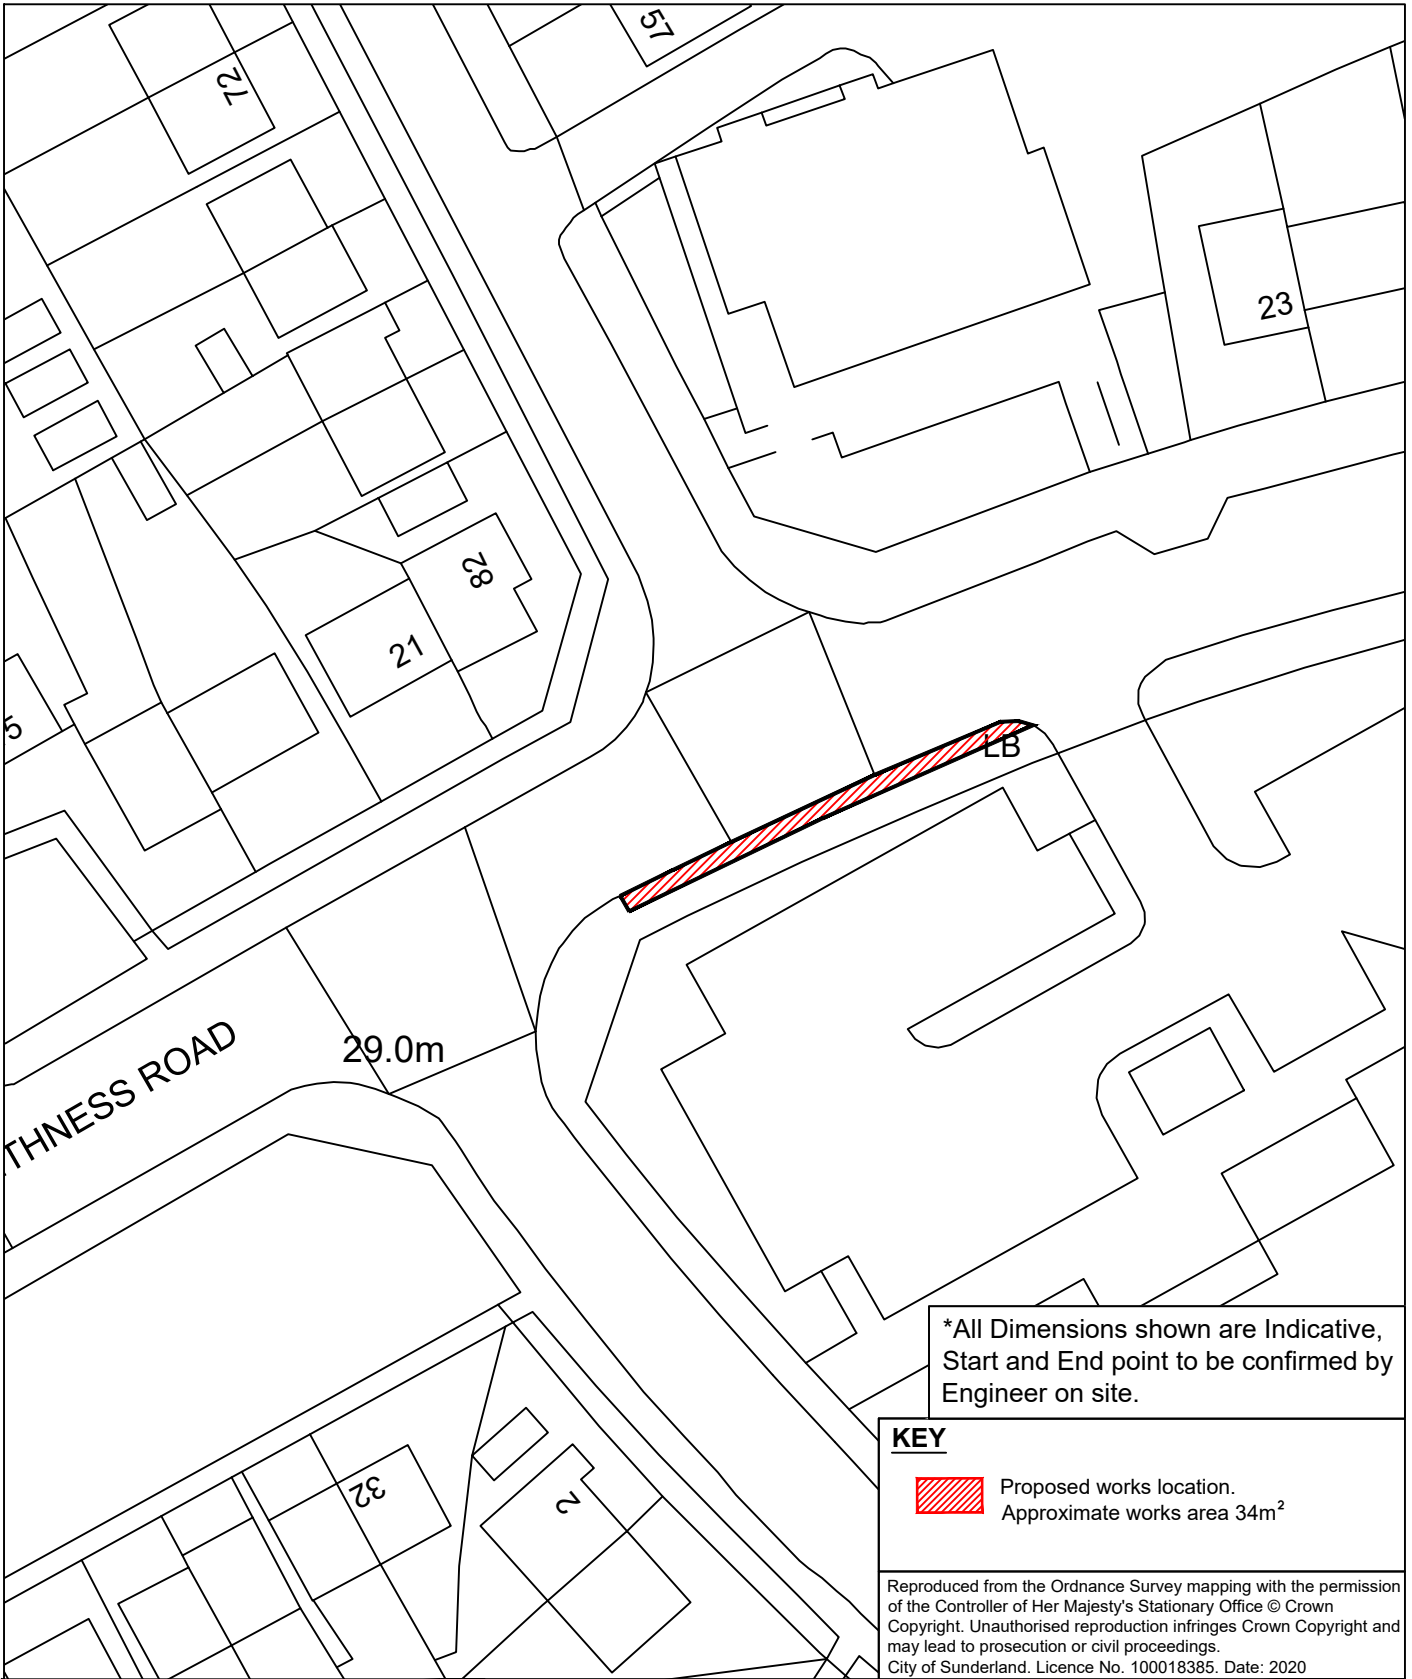 57
72
23
82
21
5
LB
29.0m
THNESS ROAD
*All Dimensions shown are Indicative,
Start and End point to be confirmed by
Engineer on site.
KEY
Proposed works location.
Approximate works area 34m²
32
2
Reproduced from the Ordnance Survey mapping with the permission
of the Controller of Her Majesty's Stationary Office © Crown
Copyright. Unauthorised reproduction infringes Crown Copyright and
may lead to prosecution or civil proceedings.
City of Sunderland. Licence No. 100018385. Date: 2020